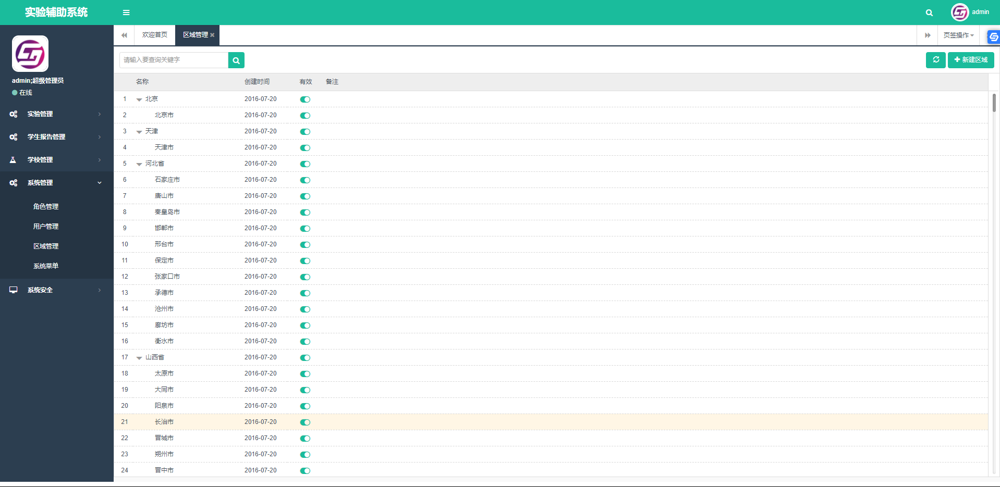 实验辅助系统
admin
admin;超级管理员
在线
实验管理
学生报告管理
学校管理
系统管理
角色管理
用户管理
区域管理
系统菜单
系统安全
欢迎首页 区域管理 页签操作
请输入要查询关键字 新建区域
名称 创建时间 有效 备注
1 北京 2016-07-20
2 北京市 2016-07-20
3 天津 2016-07-20
4 天津市 2016-07-20
5 河北省 2016-07-20
6 石家庄市 2016-07-20
7 唐山市 2016-07-20
8 秦皇岛市 2016-07-20
9 邯郸市 2016-07-20
10 邢台市 2016-07-20
11 保定市 2016-07-20
12 张家口市 2016-07-20
13 承德市 2016-07-20
14 沧州市 2016-07-20
15 廊坊市 2016-07-20
16 衡水市 2016-07-20
17 山西省 2016-07-20
18 太原市 2016-07-20
19 大同市 2016-07-20
20 阳泉市 2016-07-20
21 长治市 2016-07-20
22 晋城市 2016-07-20
23 朔州市 2016-07-20
24 晋中市 2016-07-20